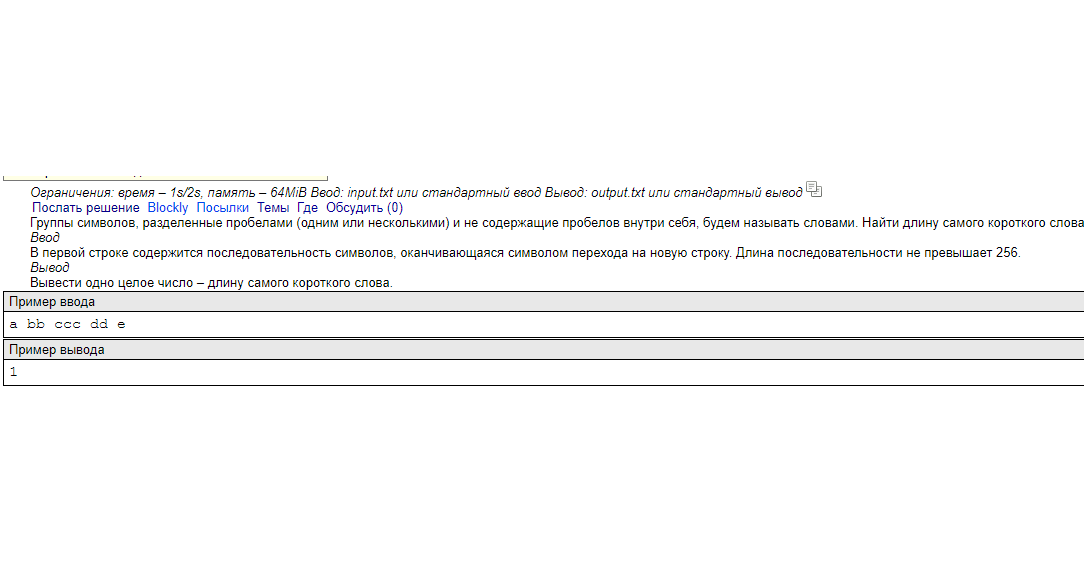 Ограничения: время – 1s/2s, память – 64MiB Ввод: input.txt или стандартный ввод Вывод: output.txt или стандартный вывод
Послать решение Blockly Посылки Темы Где Обсудить (0)
Группы символов, разделенные пробелами (одним или несколькими) и не содержащие пробелов внутри себя, будем называть словами. Найти длину самого короткого слова
Ввод
В первой строке содержится последовательность символов, оканчивающаяся символом перехода на новую строку. Длина последовательности не превышает 256.
Вывод
Вывести одно целое число – длину самого короткого слова.
Пример ввода
a bb ccc dd e
Пример вывода
1